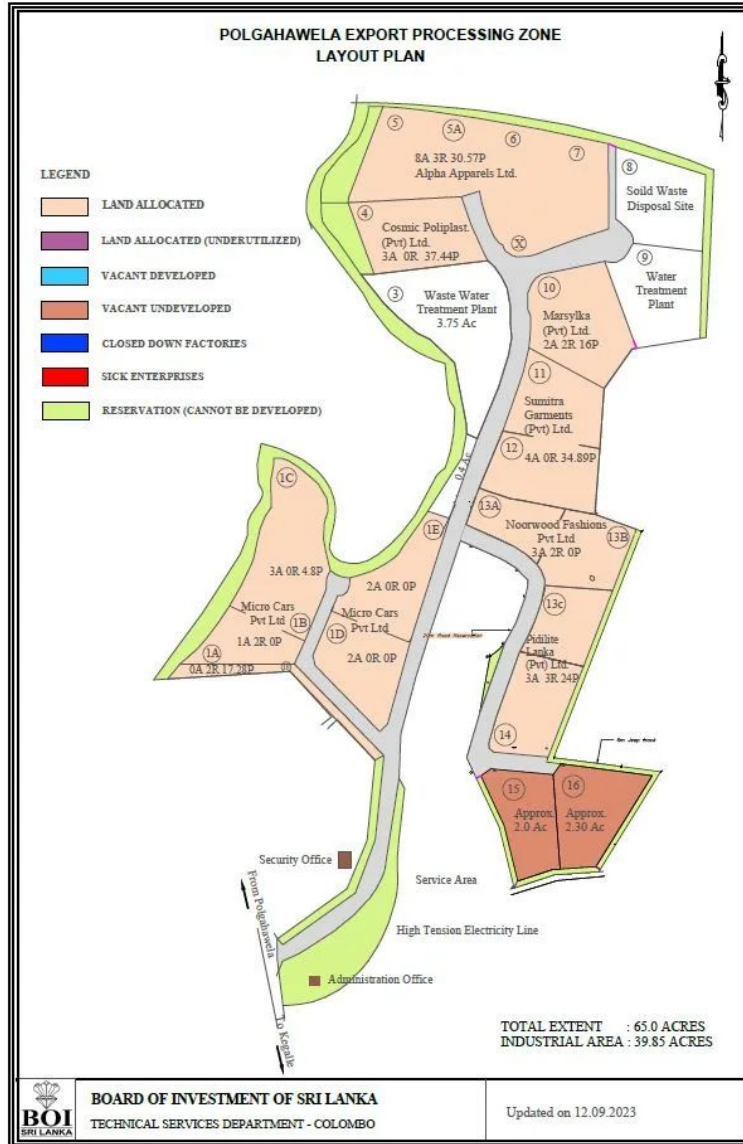 POLGAHAWELA EXPORT PROCESSING ZONE
LAYOUT PLAN
LEGEND
LAND ALLOCATED
LAND ALLOCATED (UNDERUTILIZED)
VACANT DEVELOPED
VACANT UNDEVELOPED
CLOSED DOWN FACTORIES
SICK ENTERPRISES
RESERVATION (CANNOT BE DEVELOPED)
5
5A
6
7
8A 3R 30.57P
Alpha Apparels Ltd.
8
Soild Waste
Disposal Site
4
Cosmic Poliplast.
(Pvt) Ltd.
3A 0R 37.44P
X
9
Water
Treatment
Plant
3
Waste Water
Treatment Plant
3.75 Ac
10
Marsylka
(Pvt) Ltd.
2A 2R 16P
11
Sumitra
Garments
(Pvt) Ltd.
12
4A 0R 34.89P
0.4 Ac
13A
Noorwood Fashions
Pvt Ltd
3A 2R 0P
13B
1C
3A 0R 4.8P
1E
2A 0R 0P
Micro Cars
Pvt Ltd
1B
1A 2R 0P
1D
Micro Cars
Pvt Ltd
2A 0R 0P
1A
0A 2R 17.28P
13c
Pidilite
Lanka
(Pvt) Ltd.
3A 3R 24P
14
15
Approx.
2.0 Ac
16
Approx.
2.30 Ac
Security Office
Service Area
From Polgahawela
High Tension Electricity Line
Administration Office
To Kegalle
TOTAL EXTENT : 65.0 ACRES
INDUSTRIAL AREA : 39.85 ACRES
BOI
SRI LANKA
BOARD OF INVESTMENT OF SRI LANKA
TECHNICAL SERVICES DEPARTMENT - COLOMBO
Updated on 12.09.2023